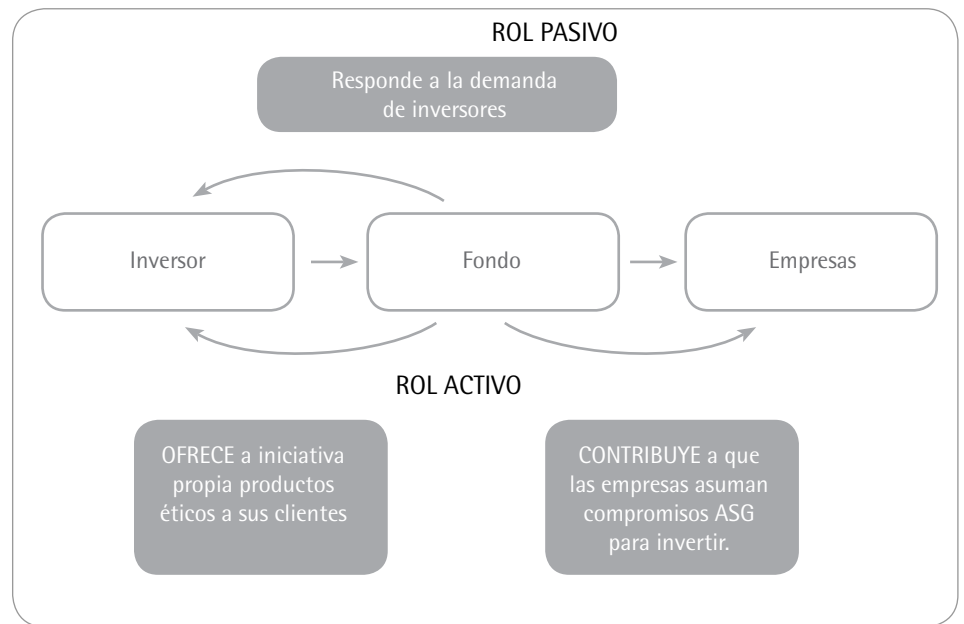 ROL PASIVO
Responde a la demanda
de inversores
Inversor
Fondo
Empresas
ROL ACTIVO
OFRECE a iniciativa
propia productos
éticos a sus clientes
CONTRIBUYE a que
las empresas asuman
compromisos ASG
para invertir.